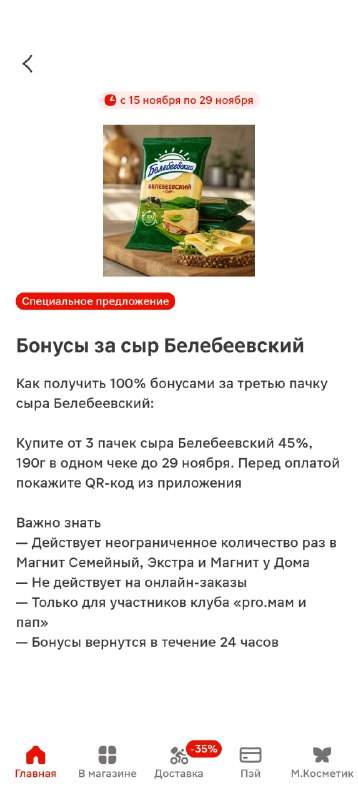 с 15 ноября по 29 ноября
Белебеевский
БЕЛЕБЕЕВСКИЙ
СЫР
Специальное предложение
Бонусы за сыр Белебеевский
Как получить 100% бонусами за третью пачку
сыра Белебеевский:
Купите от 3 пачек сыра Белебеевский 45%,
190г в одном чеке до 29 ноября. Перед оплатой
покажите QR-код из приложения
Важно знать
— Действует неограниченное количество раз в
Магнит Семейный, Экстра и Магнит у Дома
— Не действует на онлайн-заказы
— Только для участников клуба «pro.мам и
пап»
— Бонусы вернутся в течение 24 часов
-35%
Главная
В магазине
Доставка
Пэй
М.Косметик